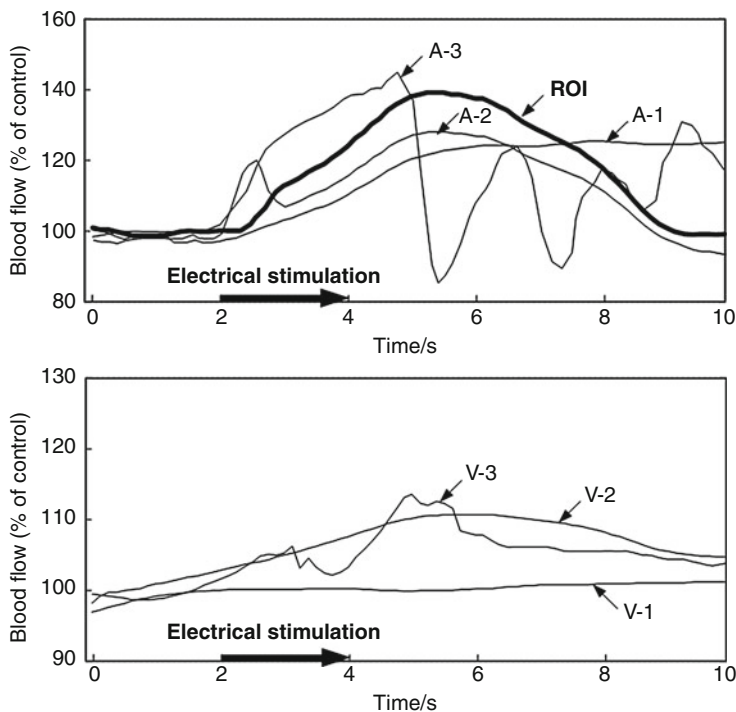 160
140
120
100
80
Blood flow (% of control)
A-3
ROI
A-2
A-1
Electrical stimulation
0 2 4 6 8 10
Time/s
130
120
110
100
90
Blood flow (% of control)
V-3
V-2
V-1
Electrical stimulation
0 2 4 6 8 10
Time/s